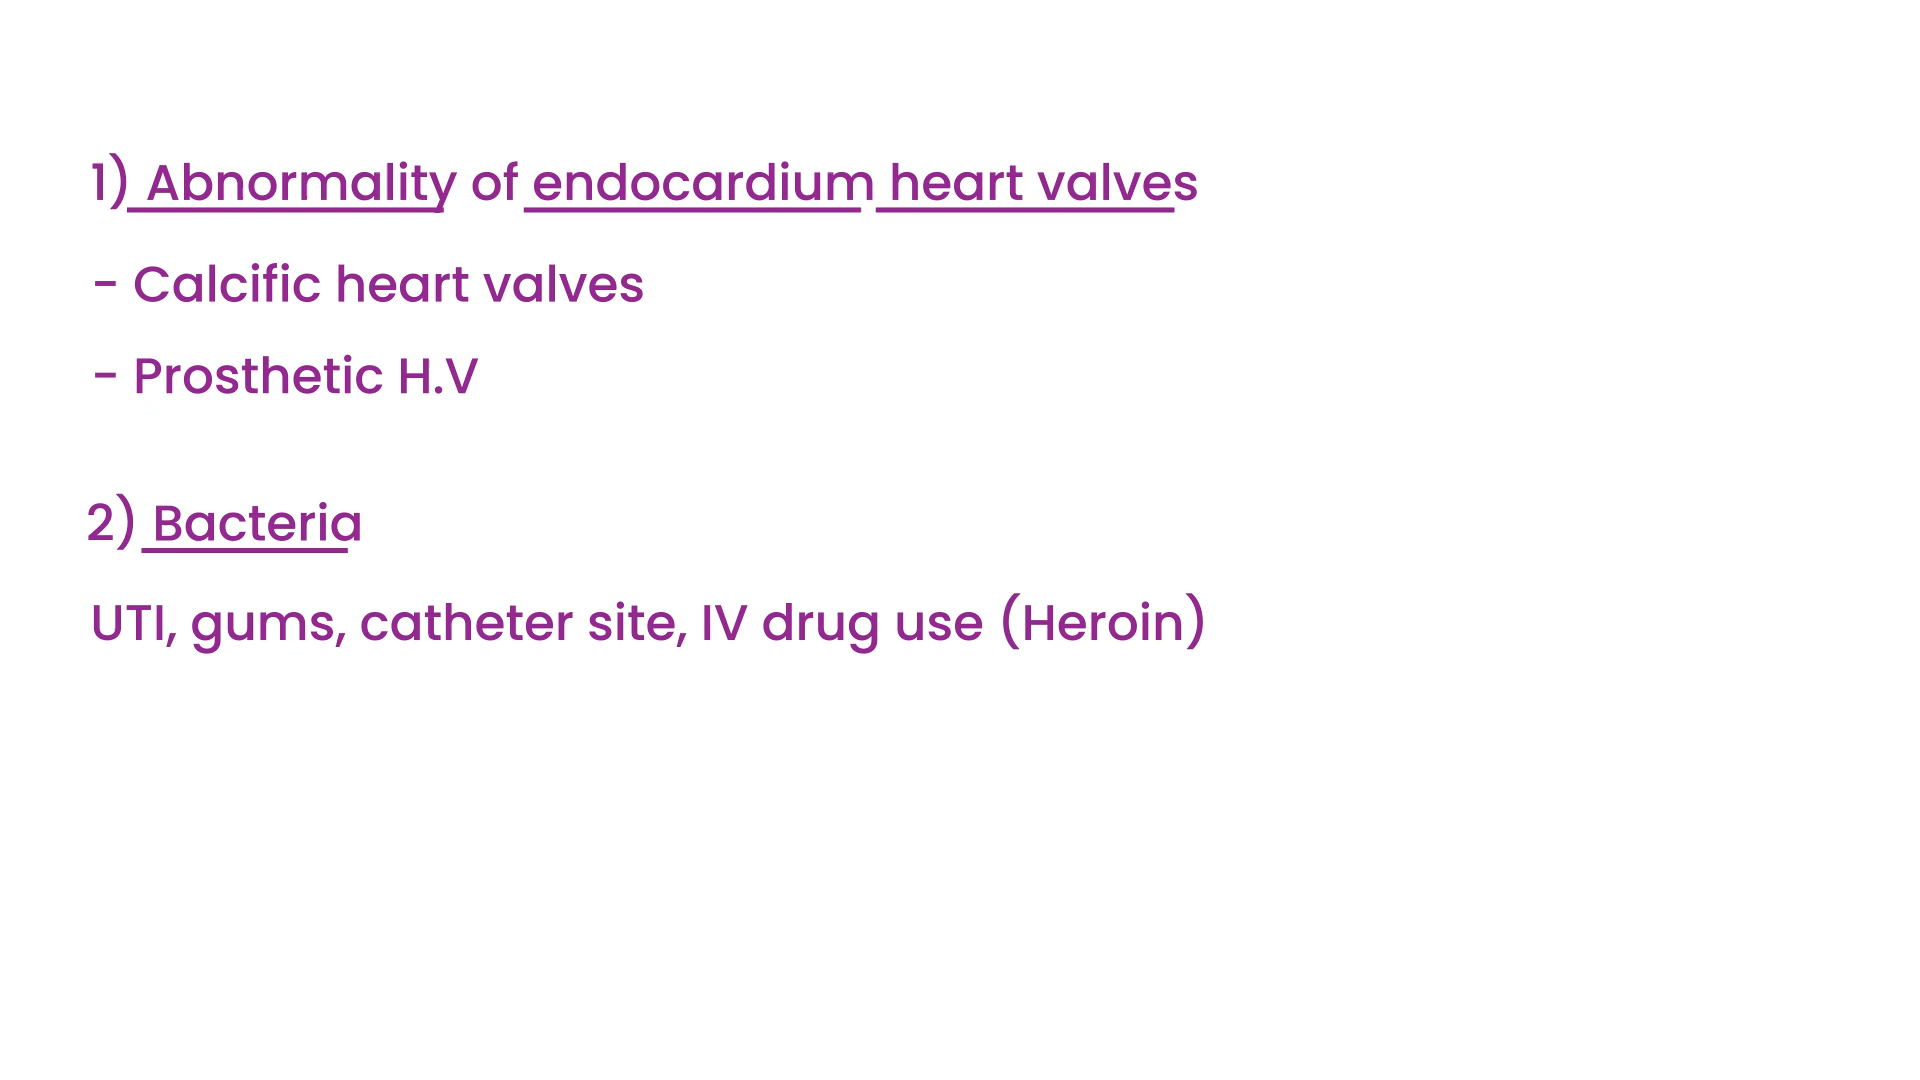 1) Abnormality of endocardium heart valves
- Calcific heart valves
- Prosthetic H.V
2) Bacteria
UTI, gums, catheter site, IV drug use (Heroin)